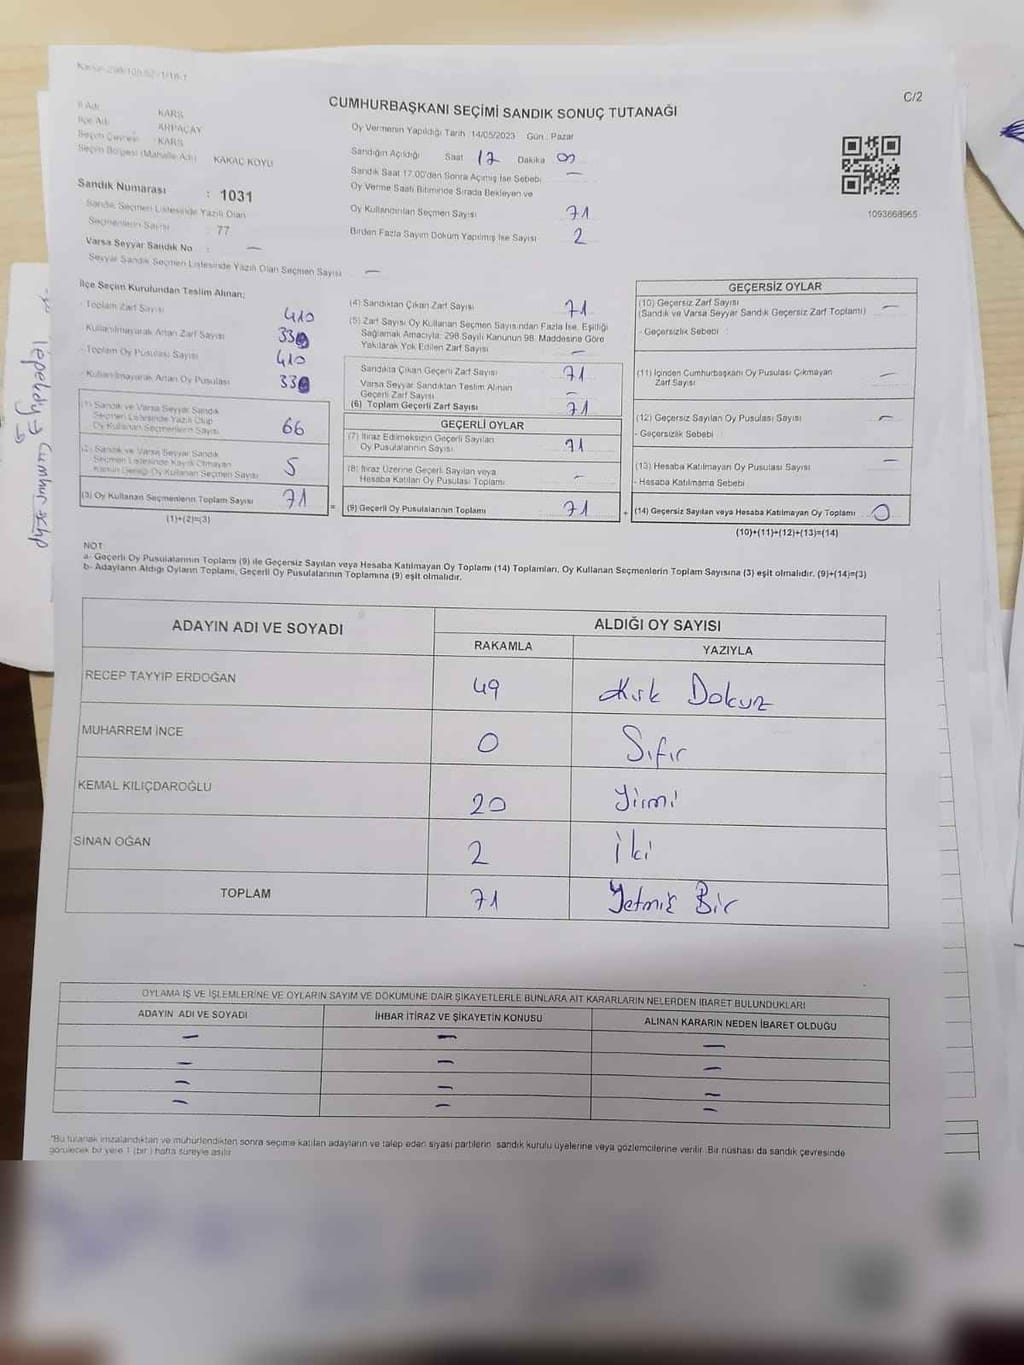 C/2
CUMHURBAŞKANI SEÇİMİ SANDIK SONUÇ TUTANAĞI
İl Adı : KARS
İlçe Adı : ARPAÇAY
Seçim Çevresi : KARS
Seçim Bölgesi (Mahalle Adı) KAKAÇ KÖYÜ
Sandık Numarası : 1031
Sandık Seçmen Listesinde Yazılı Olan
Seçmenlerin Sayısı : 77
Varsa Seyyar Sandık No : —
Seyyar Sandık Seçmen Listesinde Yazılı Olan Seçmen Sayısı —
Oy Vermenin Yapıldığı Tarih :14/05/2023 Gün : Pazar
Sandığın Açıldığı Saat 17 Dakika
Sandık Saat 17.00'den Sonra Açılmış İse Sebebi : —
Oy Verme Saati Bitiminde Sırada Bekleyen ve
Oy Kullandırılan Seçmen Sayısı 71
Birden Fazla Sayım Döküm Yapılmış İse Sayısı 2
1093668965
İlçe Seçim Kurulundan Teslim Alınan;
- Toplam Zarf Sayısı 410
- Kullanılmayarak Artan Zarf Sayısı
- Toplam Oy Pusulası Sayısı 410
- Kullanılmayarak Artan Oy Pusulası
(1) Sandık ve Varsa Seyyar Sandık
Seçmen Listesinde Yazılı Olup
Oy Kullanan Seçmenlerin Sayısı 66
(2) Sandık ve Varsa Seyyar Sandık
Seçmen Listesinde Kayıtlı Olmayan
Kanun Gereği Oy Kullanan Seçmen Sayısı 5
(3) Oy Kullanan Seçmenlerin Toplam Sayısı 71
(1)+(2)=(3)
(4) Sandıktan Çıkan Zarf Sayısı 71
(5) Zarf Sayısı Oy Kullanan Seçmen Sayısından Fazla İse, Eşitliği
Sağlamak Amacıyla; 298 Sayılı Kanunun 98. Maddesine Göre
Yakılarak Yok Edilen Zarf Sayısı —
Sandıkta Çıkan Geçerli Zarf Sayısı 71
Varsa Seyyar Sandıktan Teslim Alınan
Geçerli Zarf Sayısı —
(6) Toplam Geçerli Zarf Sayısı 71
GEÇERLİ OYLAR
(7) İtiraz Edilmeksizin Geçerli Sayılan
Oy Pusulalarının Sayısı 71
(8) İtiraz Üzerine Geçerli Sayılan veya
Hesaba Katılan Oy Pusulası Toplamı -
=
(9) Geçerli Oy Pusulalarının Toplamı 71
GEÇERSİZ OYLAR
(10) Geçersiz Zarf Sayısı —
(Sandık ve Varsa Seyyar Sandık Geçersiz Zarf Toplamı)
- Geçersizlik Sebebi :
(11) İçinden Cumhurbaşkanı Oy Pusulası Çıkmayan
Zarf Sayısı —
(12) Geçersiz Sayılan Oy Pusulası Sayısı —
- Geçersizlik Sebebi :
(13) Hesaba Katılmayan Oy Pusulası Sayısı —
- Hesaba Katılmama Sebebi :
+
(14) Geçersiz Sayılan veya Hesaba Katılmayan Oy Toplamı 0
(10)+(11)+(12)+(13)=(14)
NOT:
a- Geçerli Oy Pusulalarının Toplamı (9) ile Geçersiz Sayılan veya Hesaba Katılmayan Oy Toplamı (14) Toplamları, Oy Kullanan Seçmenlerin Toplam Sayısına (3) eşit olmalıdır. (9)+(14)=(3)
b- Adayların Aldığı Oyların Toplamı, Geçerli Oy Pusulalarının Toplamına (9) eşit olmalıdır.
ADAYIN ADI VE SOYADI ALDIĞI OY SAYISI
RAKAMLA YAZIYLA
RECEP TAYYİP ERDOĞAN 49 Kırk Dokuz
MUHARREM İNCE 0 Sıfır
KEMAL KILIÇDAROĞLU 20 Yirmi
SİNAN OĞAN 2 İki
TOPLAM 71 Yetmiş Bir
OYLAMA İŞ VE İŞLEMLERİNE VE OYLARIN SAYIM VE DÖKÜMÜNE DAİR ŞİKAYETLERLE BUNLARA AİT KARARLARIN NELERDEN İBARET BULUNDUKLARI
ADAYIN ADI VE SOYADI İHBAR İTİRAZ VE ŞİKAYETİN KONUSU ALINAN KARARIN NEDEN İBARET OLDUĞU
— — —
— — —
— — —
— — —
*Bu tutanak imzalandıktan ve mühürlendikten sonra seçime katılan adayların ve talep eden siyasi partilerin sandık kurulu üyelerine veya gözlemcilerine verilir. Bir nüshası da sandık çevresinde
görülecek bir yere 1 (bir ) hafta süreyle asılır.